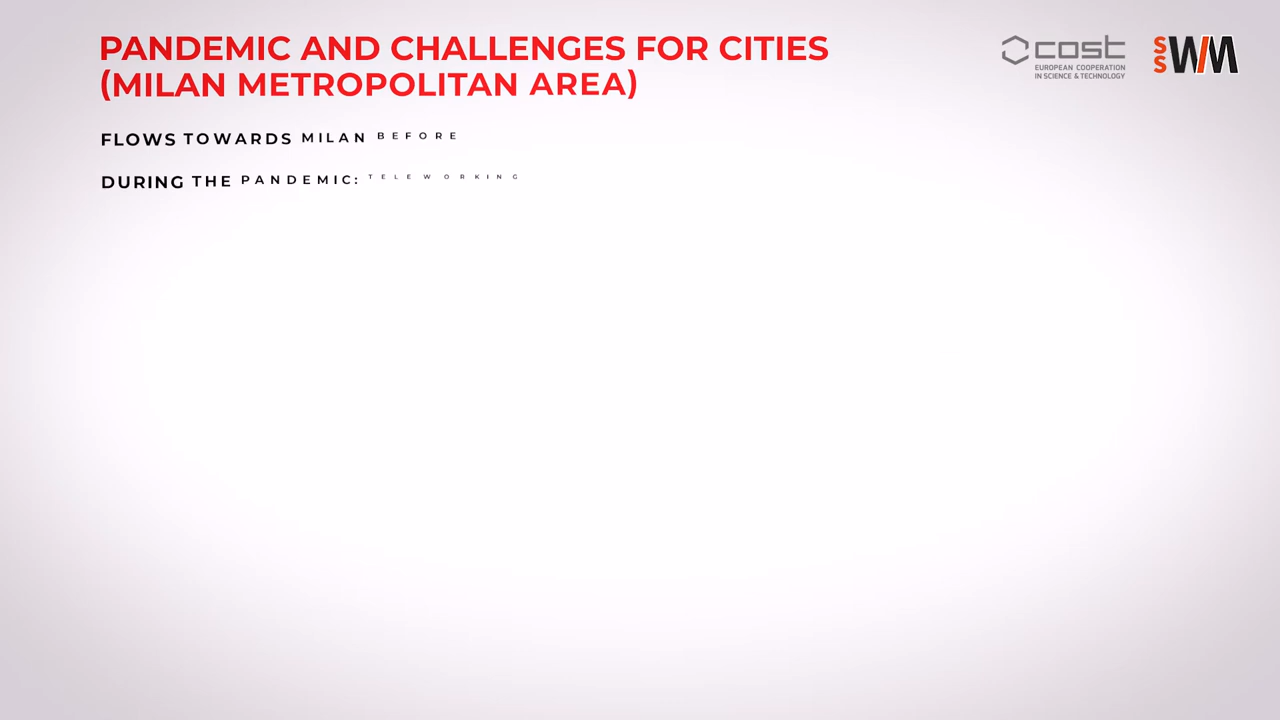 PANDEMIC AND CHALLENGES FOR CITIES
(MILAN METROPOLITAN AREA)
cost
EUROPEAN COOPERATION
IN SCIENCE & TECHNOLOGY
SSWM
FLOWS TOWARDS MILAN BEFORE
DURING THE PANDEMIC: TELEWORKING